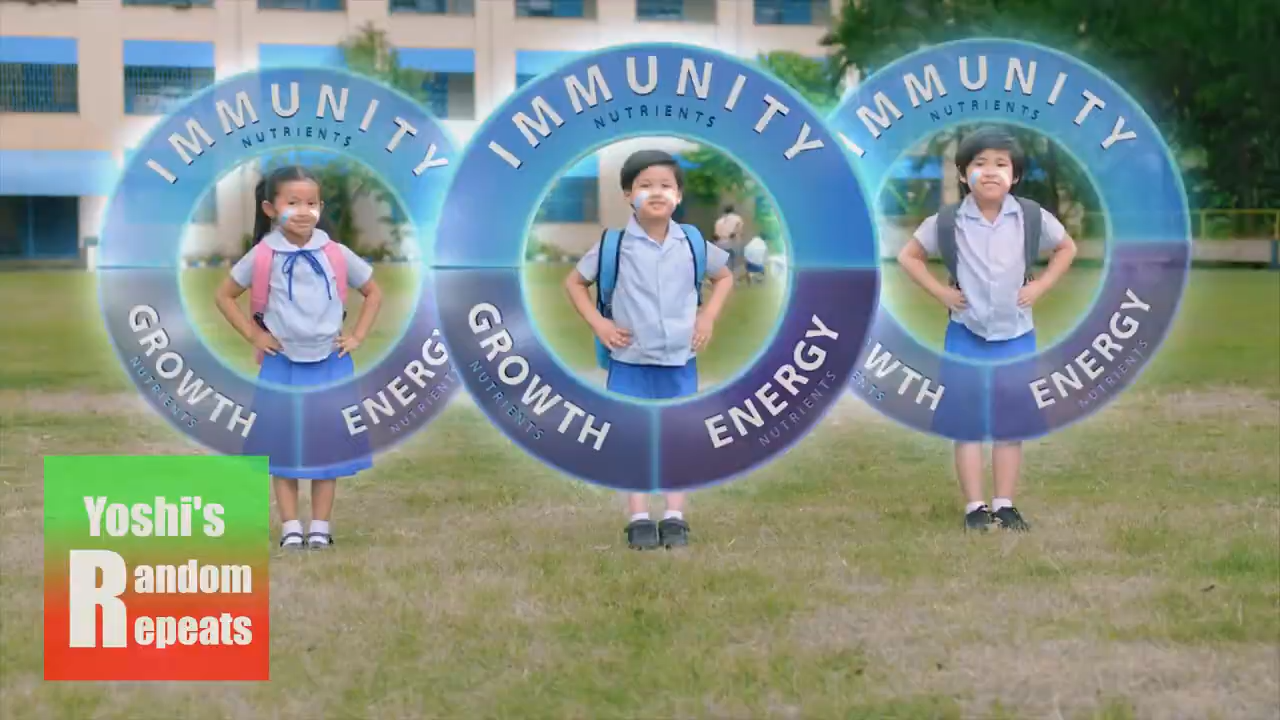 IMMUNITY
NUTRIENTS
GROWTH
NUTRIENTS
ENERGY
NUTRIENTS
IMMUNITY
NUTRIENTS
GROWTH
NUTRIENTS
ENERGY
NUTRIENTS
IMMUNITY
NUTRIENTS
WTH
ENERGY
NUTRIENTS
Yoshi's
Random
Repeats